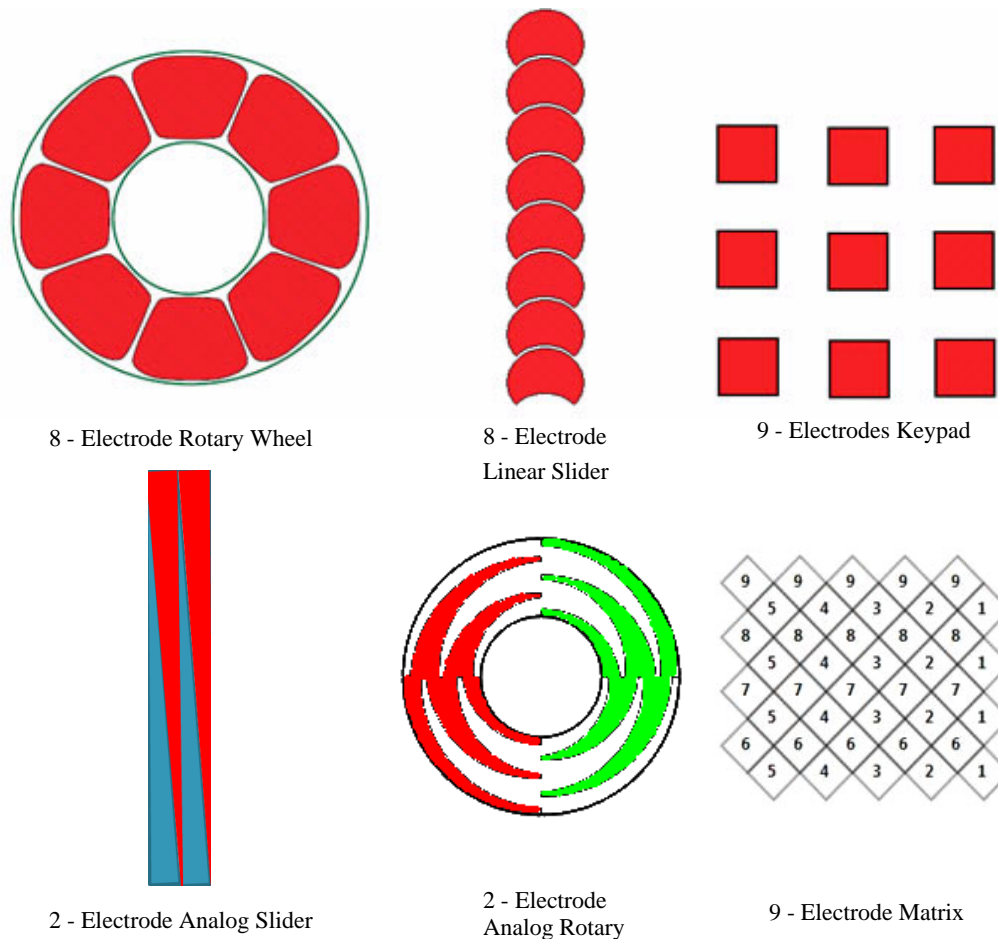 8 - Electrode Rotary Wheel
8 - Electrode
Linear Slider
9 - Electrodes Keypad
2 - Electrode Analog Slider
2 - Electrode
Analog Rotary
9 9 9 9 9
5 4 3 2 1
8 8 8 8 8
5 4 3 2 1
7 7 7 7 7
5 4 3 2 1
6 6 6 6 6
5 4 3 2 1
9 - Electrode Matrix